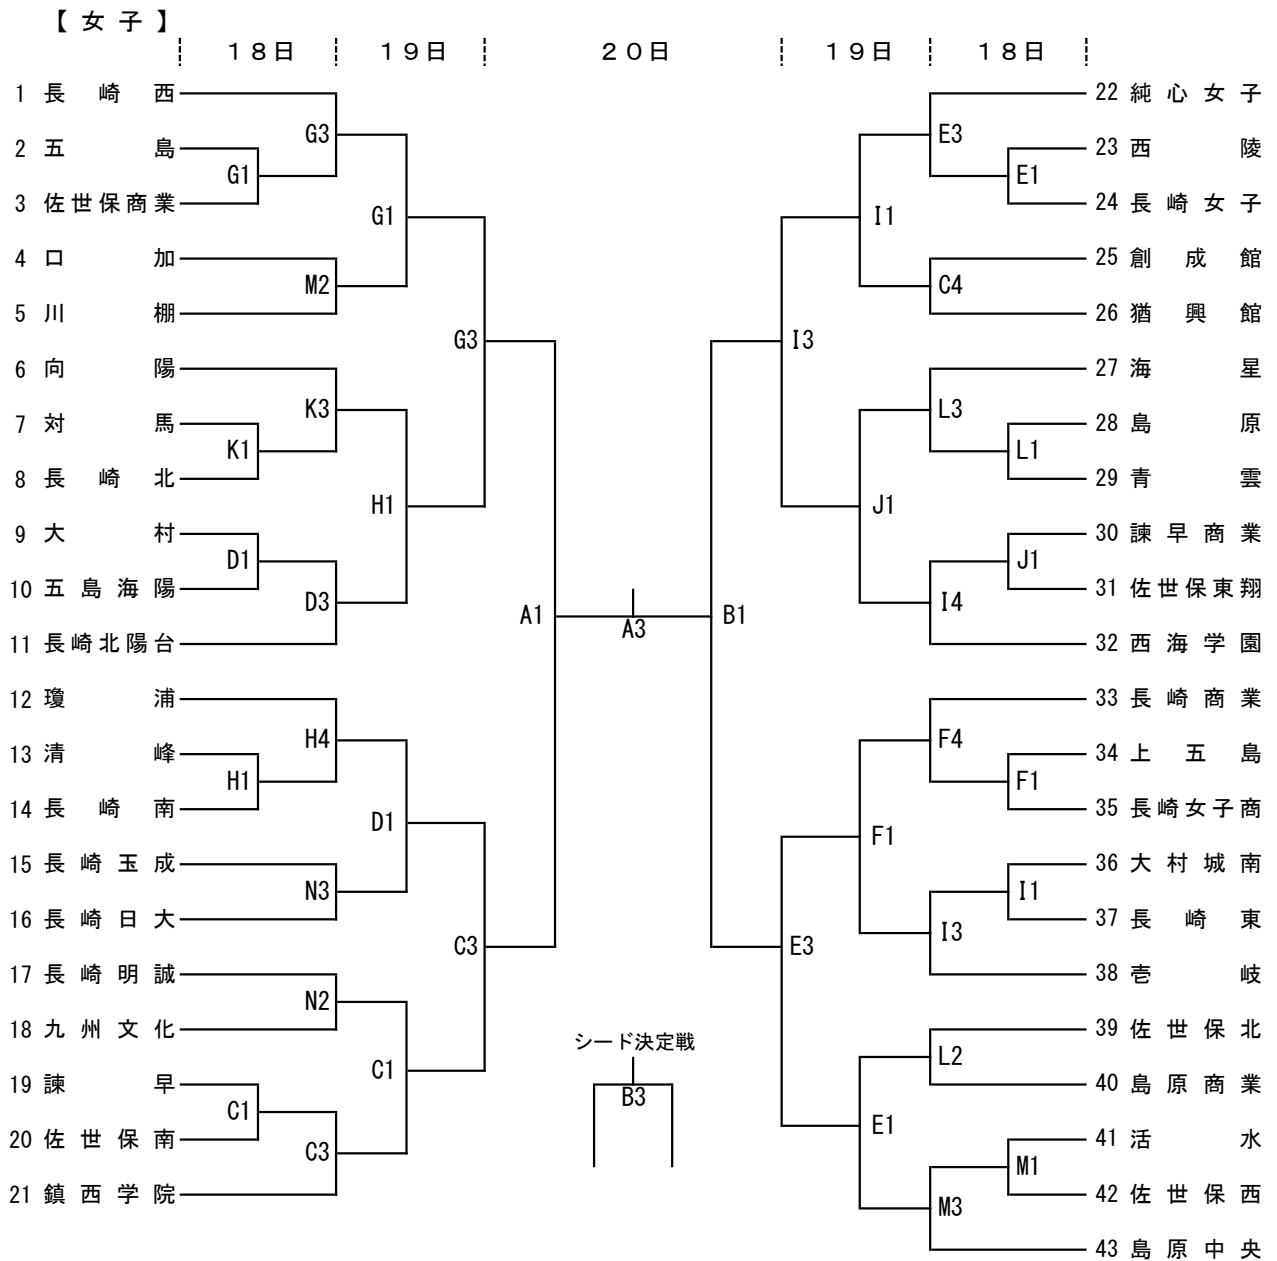 【女子】
18日 19日 20日 19日 18日
1 長崎西
2 五島
3 佐世保商業
4 口加
5 川棚
6 向陽
7 対馬
8 長崎北
9 大村
10 五島海陽
11 長崎北陽台
12 瓊浦
13 清峰
14 長崎南
15 長崎玉成
16 長崎日大
17 長崎明誠
18 九州文化
19 諫早
20 佐世保南
21 鎮西学院
G3
G1
M2
K3
K1
D1
D3
H4
H1
N3
N2
C1
C3
G1
H1
D1
C1
G3
C3
A1
A3
B1
シード決定戦
B3
I3
E3
I1
J1
F1
E1
E3
E1
C4
L3
L1
J1
I4
F4
F1
I1
I3
L2
M1
M3
22 純心女子
23 西陵
24 長崎女子
25 創成館
26 猶興館
27 海星
28 島原
29 青雲
30 諫早商業
31 佐世保東翔
32 西海学園
33 長崎商業
34 上五島
35 長崎女子商
36 大村城南
37 長崎東
38 壱岐
39 佐世保北
40 島原商業
41 活水
42 佐世保西
43 島原中央